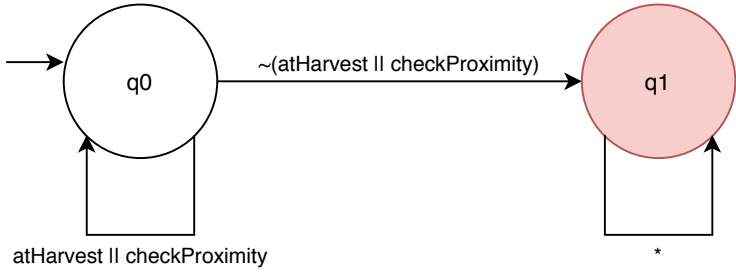 ~(atHarvest || checkProximity)
q0
q1
atHarvest || checkProximity
*